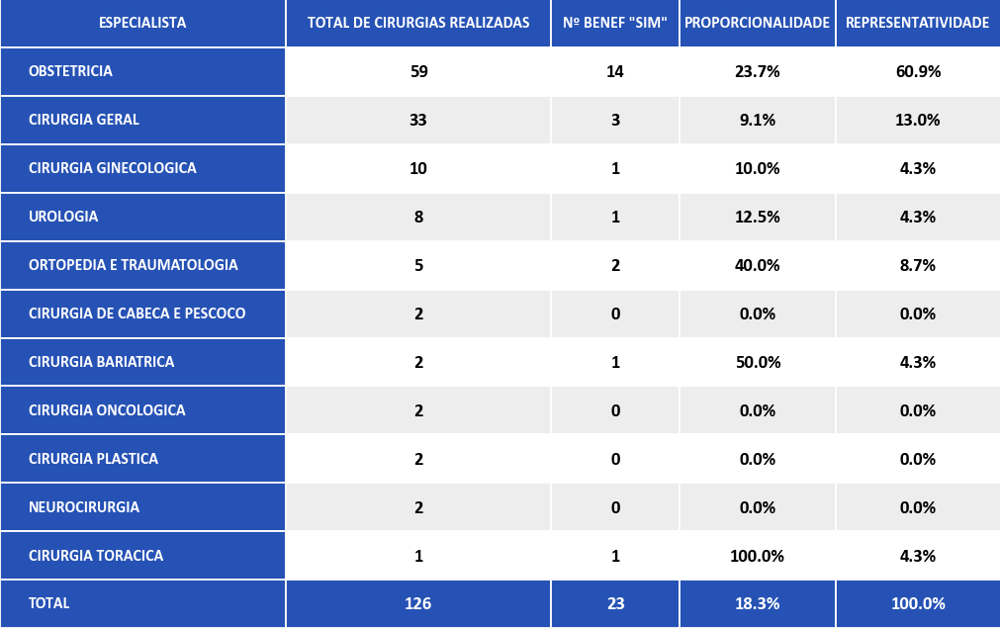 ESPECIALISTA TOTAL DE CIRURGIAS REALIZADAS Nº BENEF "SIM" PROPORCIONALIDADE REPRESENTATIVIDADE
OBSTETRICIA 59 14 23.7% 60.9%
CIRURGIA GERAL 33 3 9.1% 13.0%
CIRURGIA GINECOLOGICA 10 1 10.0% 4.3%
UROLOGIA 8 1 12.5% 4.3%
ORTOPEDIA E TRAUMATOLOGIA 5 2 40.0% 8.7%
CIRURGIA DE CABECA E PESCOCO 2 0 0.0% 0.0%
CIRURGIA BARIATRICA 2 1 50.0% 4.3%
CIRURGIA ONCOLOGICA 2 0 0.0% 0.0%
CIRURGIA PLASTICA 2 0 0.0% 0.0%
NEUROCIRURGIA 2 0 0.0% 0.0%
CIRURGIA TORACICA 1 1 100.0% 4.3%
TOTAL 126 23 18.3% 100.0%